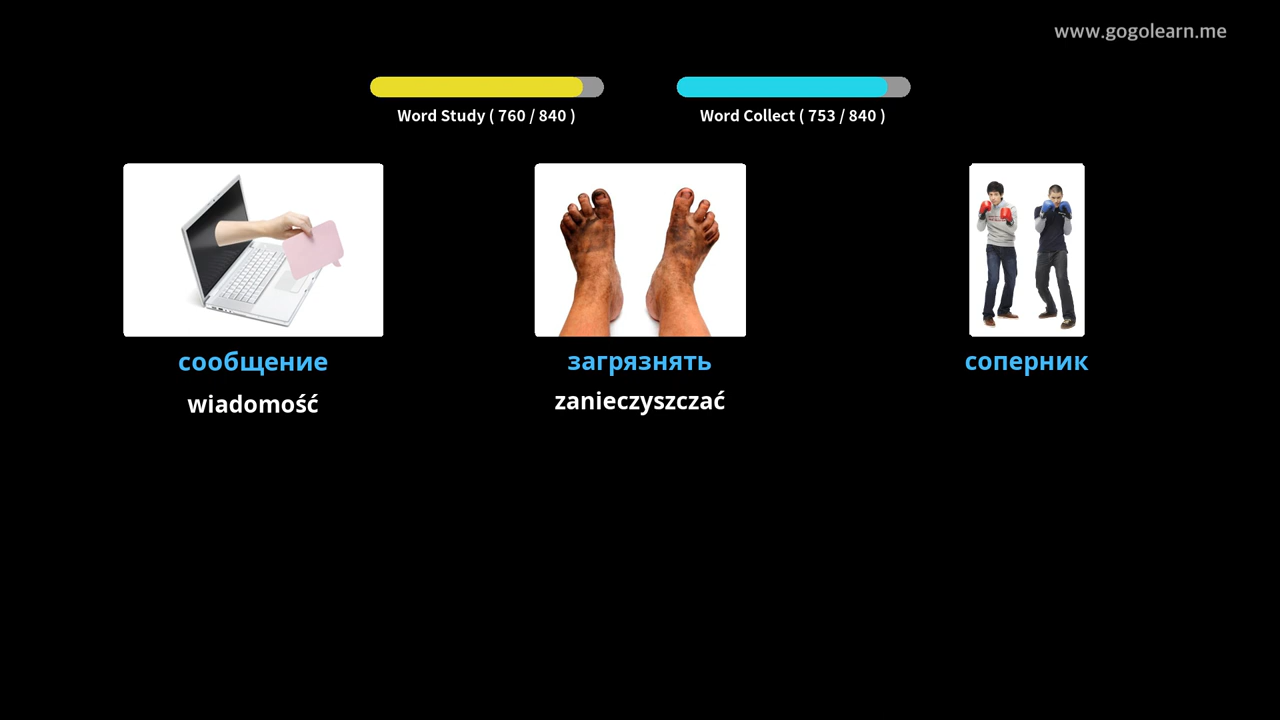 www.gogolearn.me
Word Study ( 760 / 840 )
Word Collect ( 753 / 840 )
сообщение
загрязнять
соперник
wiadomość
zanieczyszczać